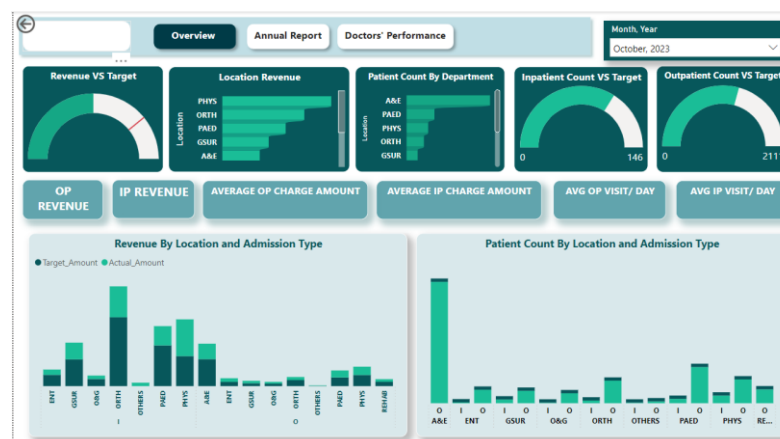 Overview
Annual Report
Doctors' Performance
Month, Year
October, 2023
Revenue VS Target
Location Revenue
Location
PHYS
ORTH
PAED
GSUR
A&E
Patient Count By Department
Location
A&E
PAED
PHYS
ORTH
GSUR
Inpatient Count VS Target
0
146
Outpatient Count VS Target
0
2111
OP
REVENUE
IP REVENUE
AVERAGE OP CHARGE AMOUNT
AVERAGE IP CHARGE AMOUNT
AVG OP VISIT/ DAY
AVG IP VISIT/ DAY
Revenue By Location and Admission Type
Target_Amount Actual_Amount
ENT GSUR O&G ORTH OTHERS PAED PHYS A&E ENT GSUR O&G ORTH OTHERS PAED PHYS REHAB
I O
Patient Count By Location and Admission Type
O I O I O I O I O I O I O I O O
A&E ENT GSUR O&G ORTH OTHERS PAED PHYS RE...